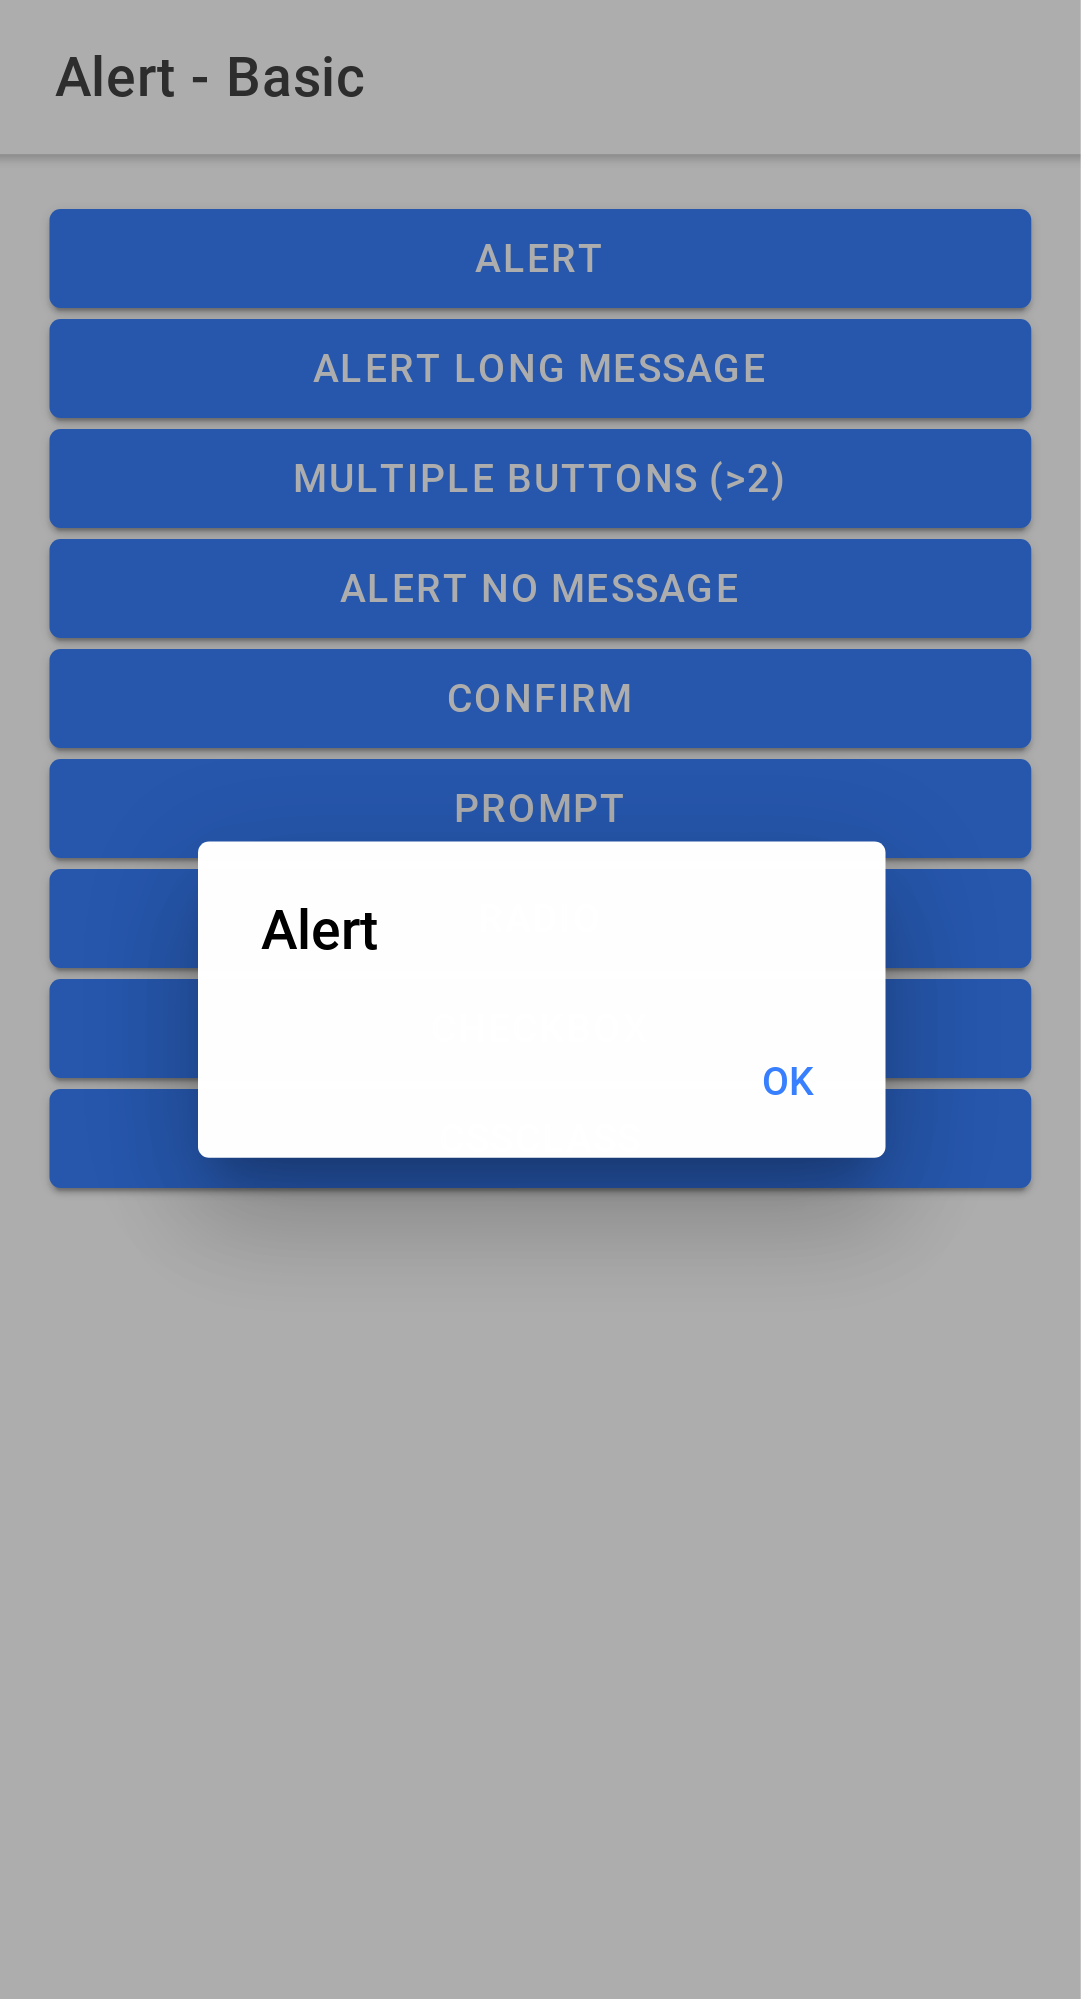 Alert - Basic
ALERT
ALERT LONG MESSAGE
MULTIPLE BUTTONS (>2)
ALERT NO MESSAGE
CONFIRM
PROMPT
Alert
OK